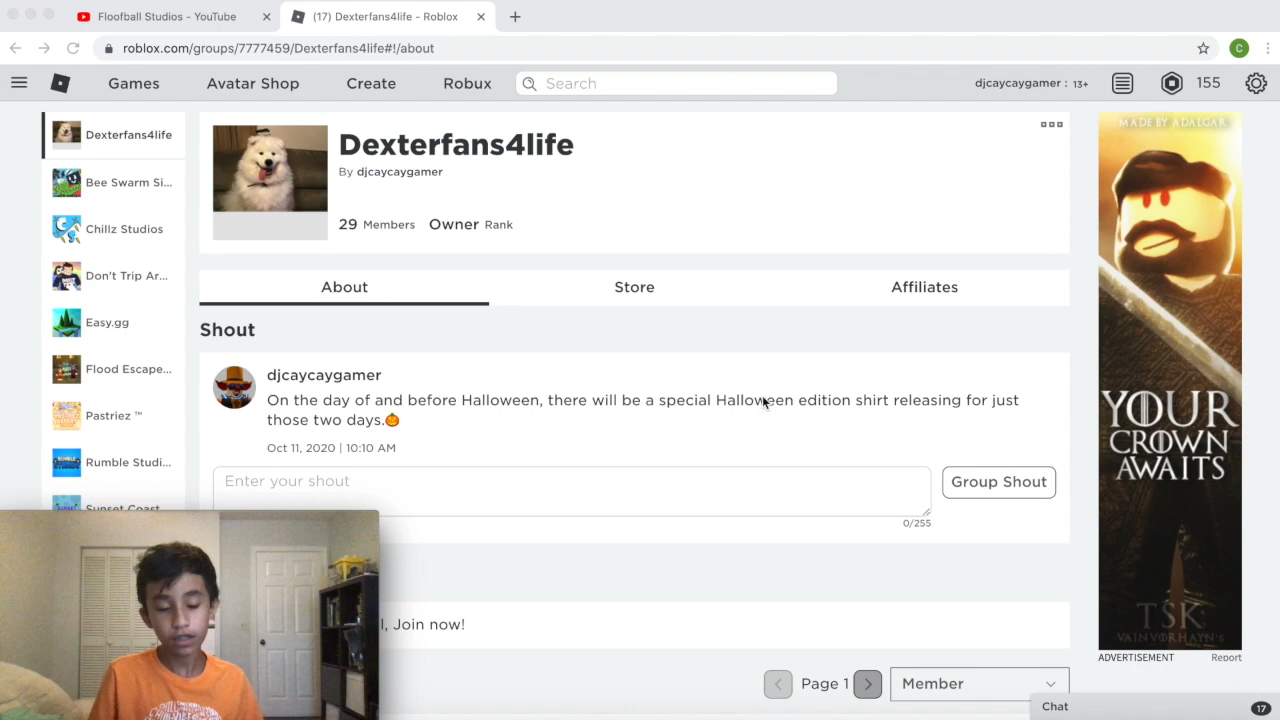 Floofball Studios - YouTube
(17) Dexterfans4life - Roblox
roblox.com/groups/7777459/Dexterfans4life#!/about
C
Games
Avatar Shop
Create
Robux
Search
djcaycaygamer : 13+
155
Dexterfans4life
Bee Swarm Si...
Chillz Studios
Don't Trip Ar...
Easy.gg
Flood Escape...
Pastriez ™
Rumble Studi...
Sunset Coast
Dexterfans4life
By djcaycaygamer
29 Members Owner Rank
About
Store
Affiliates
Shout
djcaycaygamer
On the day of and before Halloween, there will be a special Halloween edition shirt releasing for just
those two days.🎃
Oct 11, 2020 | 10:10 AM
Enter your shout
Group Shout
0/255
l, Join now!
Page 1
Member
Chat
17
MADE BY ADALGAR
YOUR
CROWN
AWAITS
TSK
VAINVORHAYN's
ADVERTISEMENT
Report